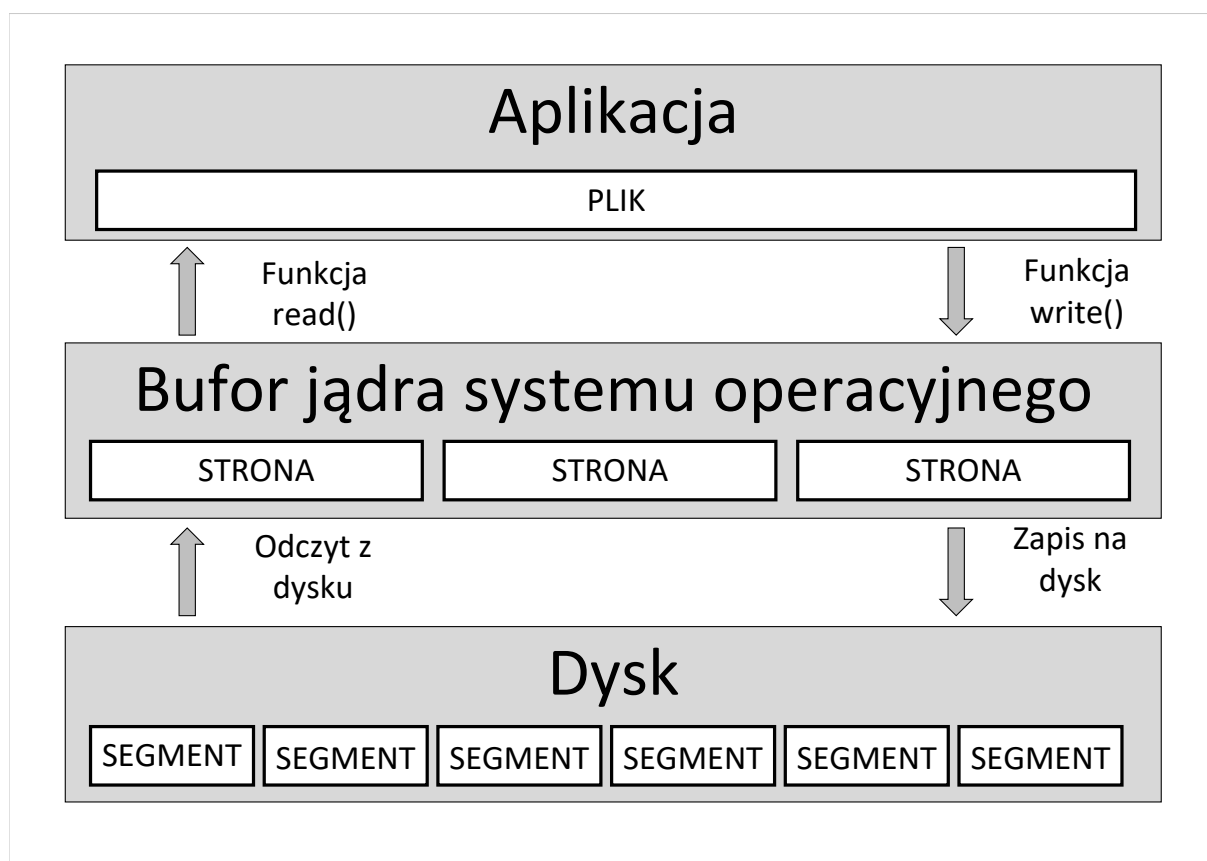 Aplikacja
PLIK
Funkcja
read()
Funkcja
write()
Bufor jądra systemu operacyjnego
STRONA STRONA STRONA
Odczyt z
dysku
Zapis na
dysk
Dysk
SEGMENT SEGMENT SEGMENT SEGMENT SEGMENT SEGMENT